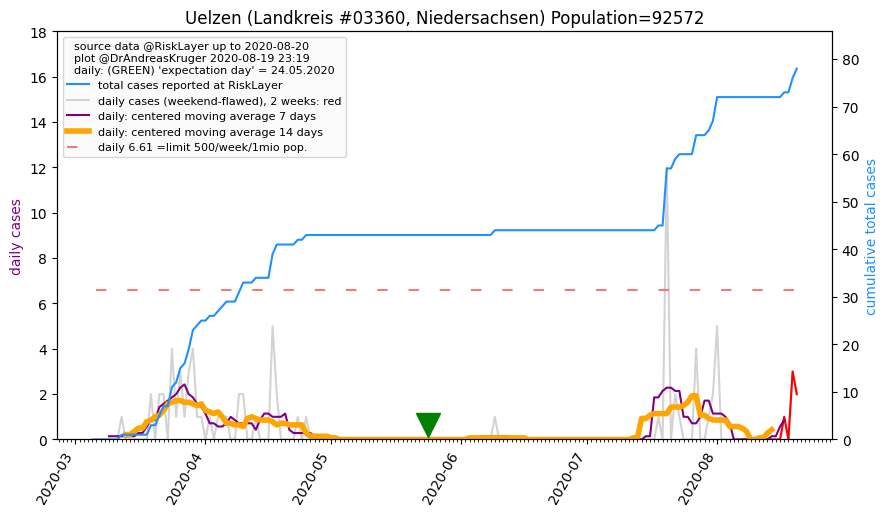 Uelzen (Landkreis #03360, Niedersachsen) Population=92572
source data @RiskLayer up to 2020-08-20
plot @DrAndreasKruger 2020-08-19 23:19
daily: (GREEN) 'expectation day' = 24.05.2020
total cases reported at RiskLayer
daily cases (weekend-flawed), 2 weeks: red
daily: centered moving average 7 days
daily: centered moving average 14 days
daily 6.61 =limit 500/week/1mio pop.
daily cases
18
16
14
12
10
8
6
4
2
0
cumulative total cases
80
70
60
50
40
30
20
10
0
2020-03
2020-04
2020-05
2020-06
2020-07
2020-08